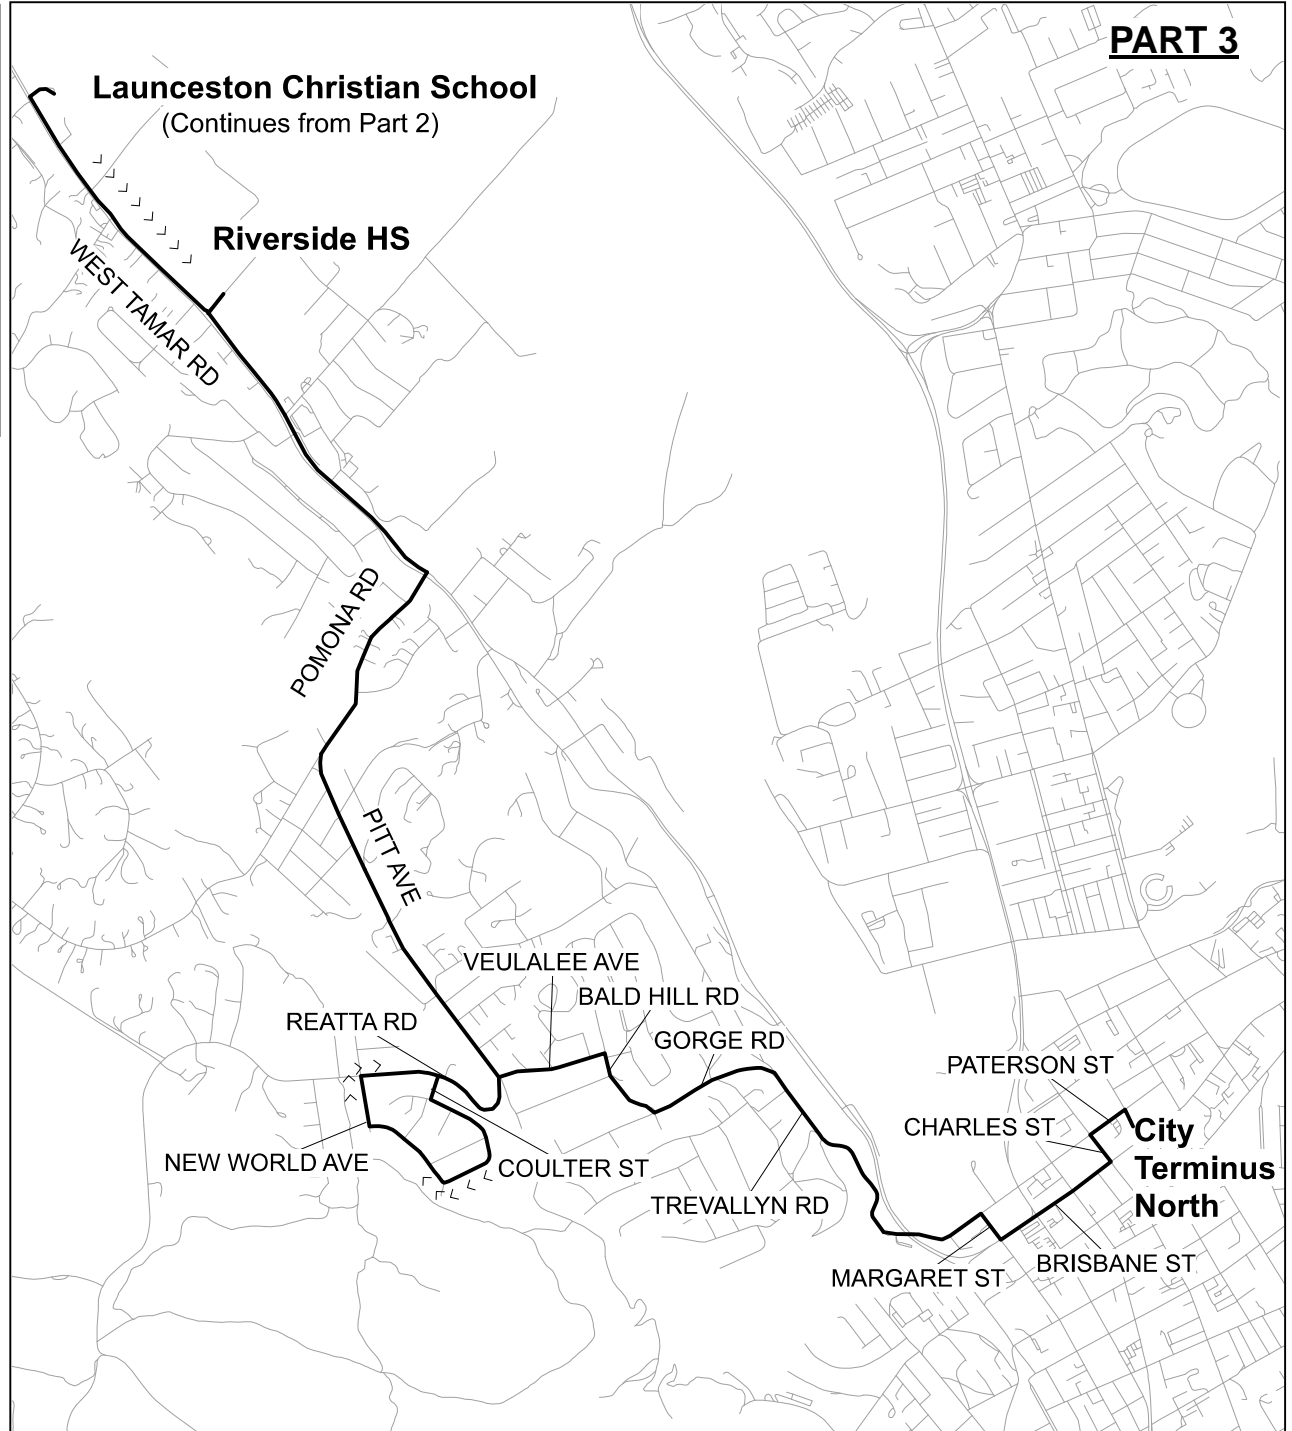 PART 3
Launceston Christian School
(Continues from Part 2)
Riverside HS
WEST TAMAR RD
POMONA RD
PITT AVE
VEULALEE AVE
BALD HILL RD
REATTA RD
GORGE RD
PATERSON ST
CHARLES ST
City
Terminus
North
NEW WORLD AVE
COULTER ST
TREVALLYN RD
BRISBANE ST
MARGARET ST